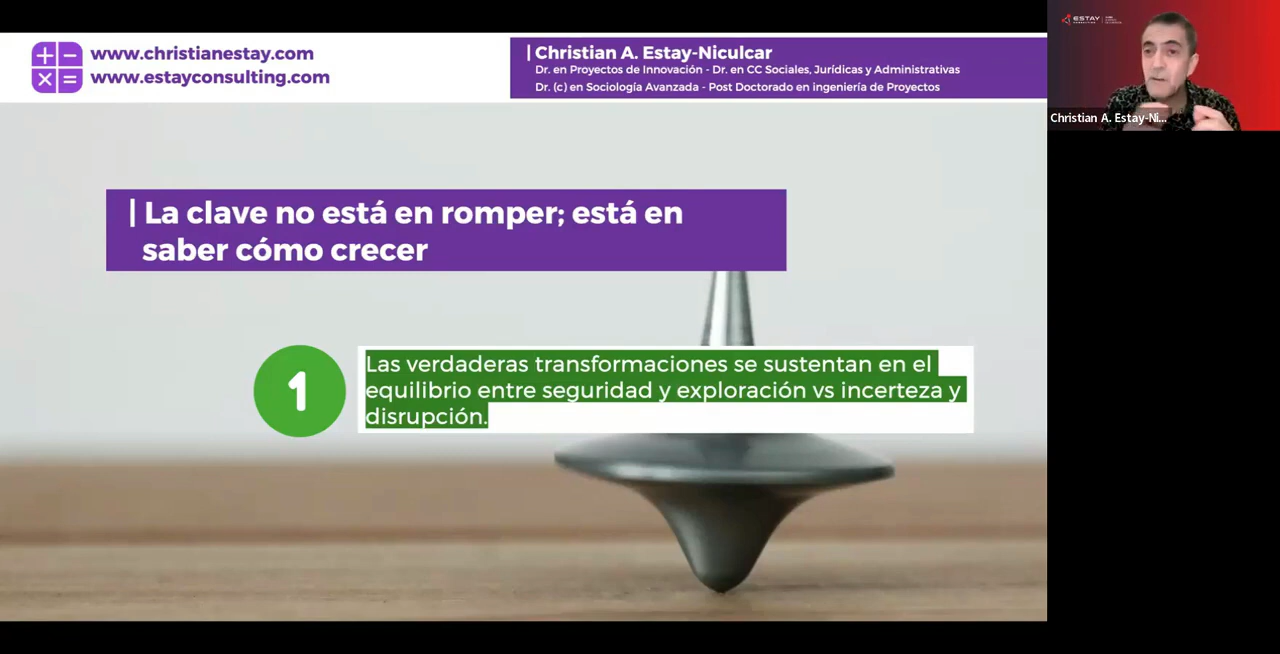 www.christianestay.com
www.estayconsulting.com
| Christian A. Estay-Niculcar
Dr. en Proyectos de Innovación - Dr. en CC Sociales, Jurídicas y Administrativas
Dr. (c) en Sociología Avanzada - Post Doctorado en ingeniería de Proyectos
| La clave no está en romper; está en
saber cómo crecer
1
Las verdaderas transformaciones se sustentan en el
equilibrio entre seguridad y exploración vs incerteza y
disrupción.
ESTAY
Christian A. Estay-Ni...